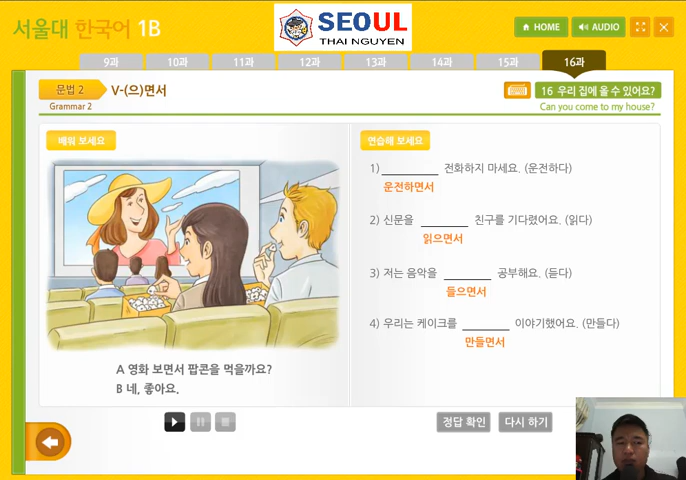 서울대 한국어 1B
SEOUL
THAI NGUYEN
HOME
AUDIO
9과
10과
11과
12과
13과
14과
15과
16과
문법 2
Grammar 2
V-(으)면서
16 우리 집에 올 수 있어요?
Can you come to my house?
배워 보세요
A 영화 보면서 팝콘을 먹을까요?
B 네, 좋아요.
연습해 보세요
1)__________ 전화하지 마세요. (운전하다)
운전하면서
2) 신문을 ________ 친구를 기다렸어요. (읽다)
읽으면서
3) 저는 음악을 ________ 공부해요. (듣다)
들으면서
4) 우리는 케이크를 ________ 이야기했어요. (만들다)
만들면서
정답 확인
다시 하기